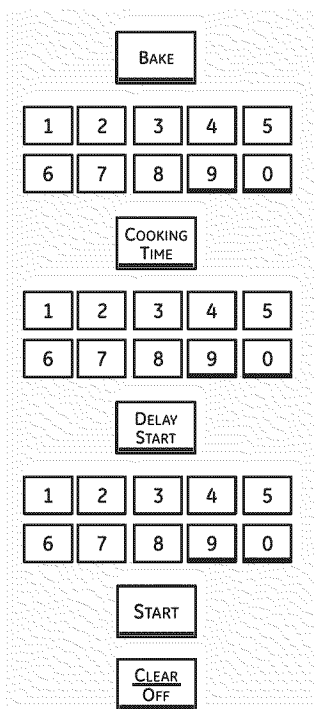 BAKE
1 2 3 4 5
6 7 8 9 0
COOKING
TIME
1 2 3 4 5
6 7 8 9 0
DELAY
START
1 2 3 4 5
6 7 8 9 0
START
CLEAR
OFF